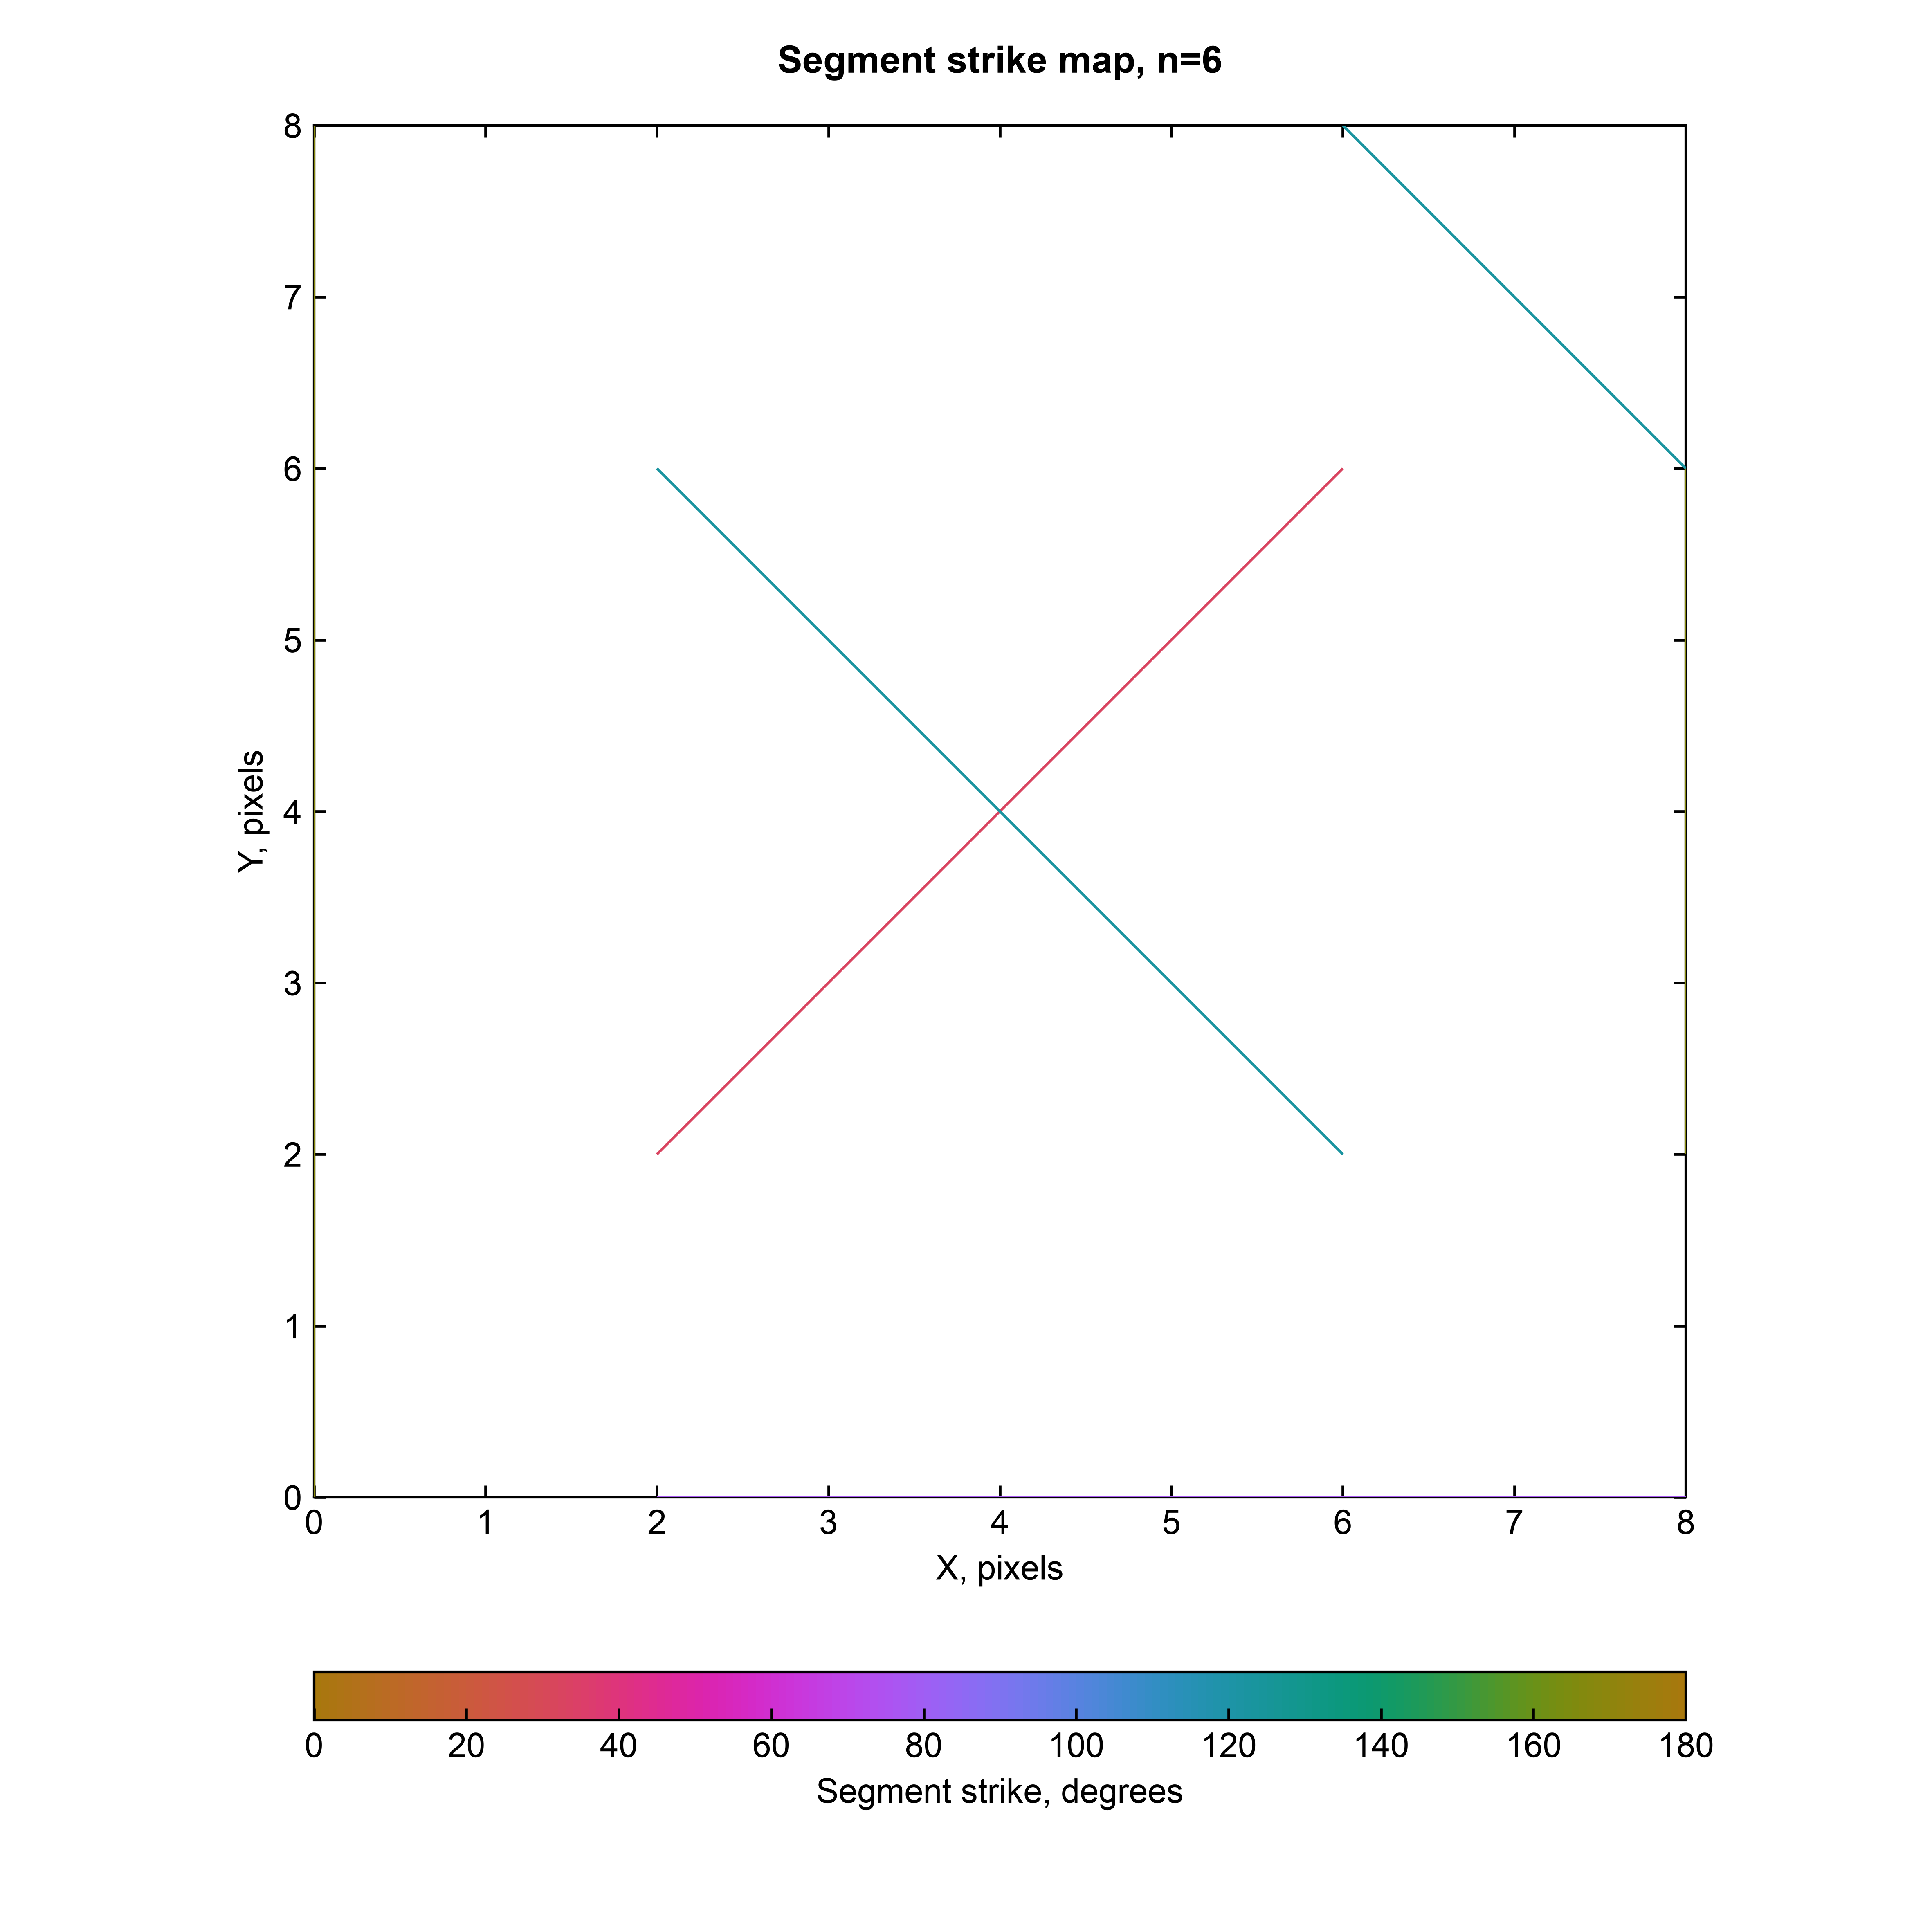 Segment strike map, n=6
8
7
6
5
4
3
2
1
0
Y, pixels
0 1 2 3 4 5 6 7 8
X, pixels
0 20 40 60 80 100 120 140 160 180
Segment strike, degrees